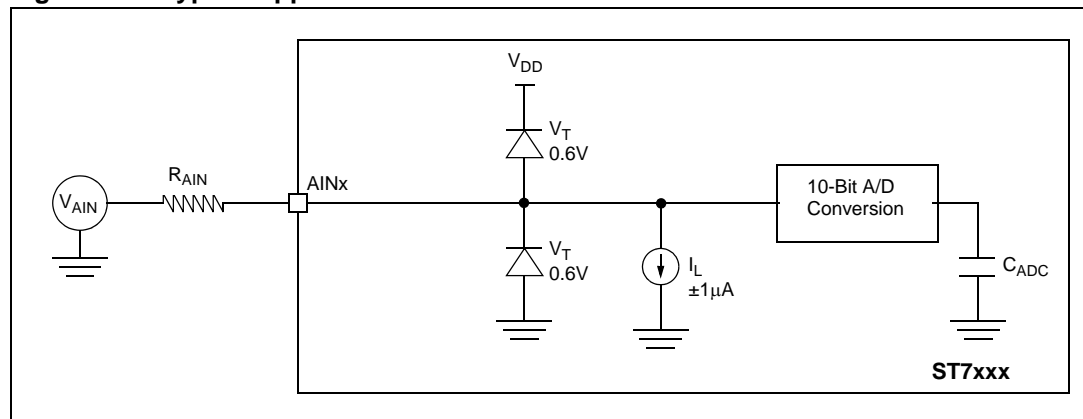 V_DD
V_T
0.6V
R_AIN
AINx
V_AIN
10-Bit A/D
Conversion
V_T
0.6V
I_L
±1μA
C_ADC
ST7xxx